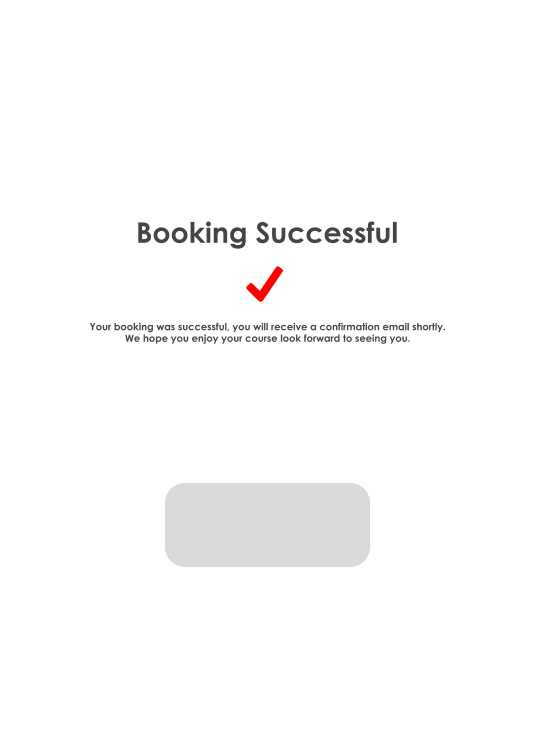 Booking Successful
Your booking was successful, you will receive a confirmation email shortly.
We hope you enjoy your course look forward to seeing you.